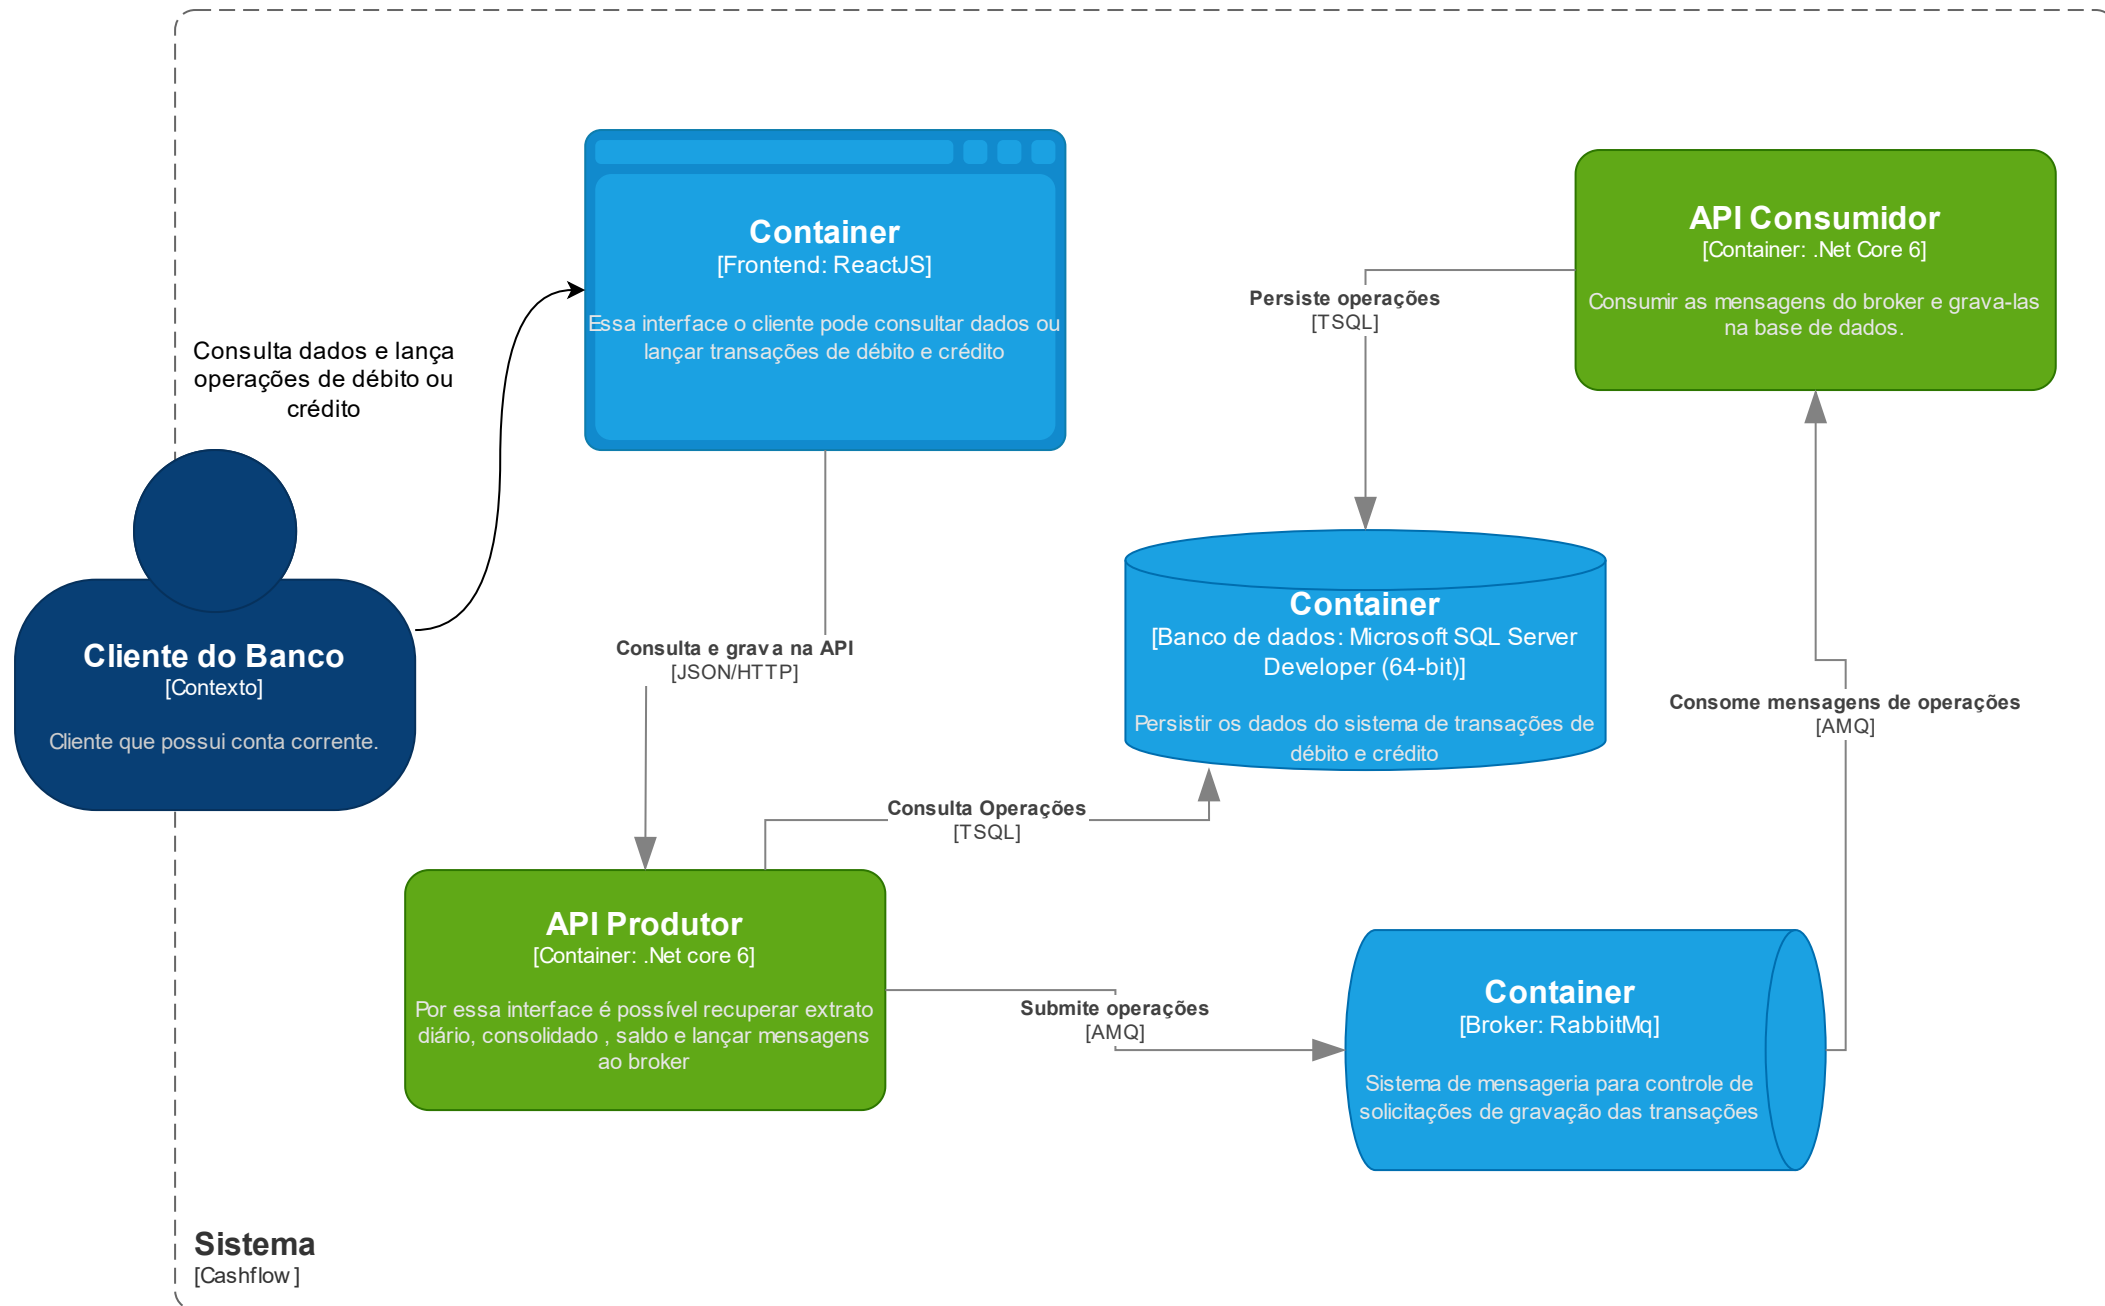 Container
[Frontend: ReactJS]
Essa interface o cliente pode consultar dados ou
lançar transações de débito e crédito
API Consumidor
[Container: .Net Core 6]
Consumir as mensagens do broker e grava-las
na base de dados.
Persiste operações
[TSQL]
Consulta dados e lança
operações de débito ou
crédito
Cliente do Banco
[Contexto]
Cliente que possui conta corrente.
Consulta e grava na API
[JSON/HTTP]
Container
[Banco de dados: Microsoft SQL Server
Developer (64-bit)]
Persistir os dados do sistema de transações de
débito e crédito
Consome mensagens de operações
[AMQ]
Consulta Operações
[TSQL]
API Produtor
[Container: .Net core 6]
Por essa interface é possível recuperar extrato
diário, consolidado , saldo e lançar mensagens
ao broker
Submite operações
[AMQ]
Container
[Broker: RabbitMq]
Sistema de mensageria para controle de
solicitações de gravação das transações
Sistema
[Cashflow]